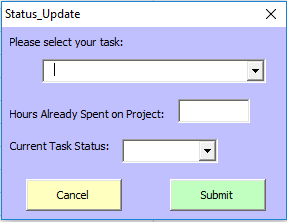 Status_Update
Please select your task:
Hours Already Spent on Project:
Current Task Status:
Cancel Submit